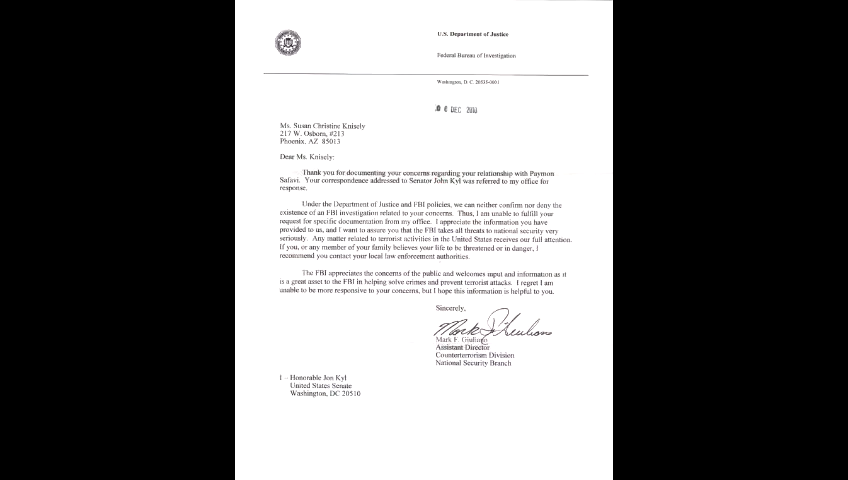 U.S. Department of Justice
Federal Bureau of Investigation
Washington, D. C. 20535-0001
0 6 DEC 2010
Ms. Susan Christine Knisely
217 W. Osborn, #213
Phoenix, AZ 85013
Dear Ms. Knisely:
Thank you for documenting your concerns regarding your relationship with Paymon
Safavi. Your correspondence addressed to Senator John Kyl was referred to my office for
response.
Under the Department of Justice and FBI policies, we can neither confirm nor deny the
existence of an FBI investigation related to your concerns. Thus, I am unable to fulfill your
request for specific documentation from my office. I appreciate the information you have
provided to us, and I want to assure you that the FBI takes all threats to national security very
seriously. Any matter related to terrorist activities in the United States receives our full attention.
If you, or any member of your family believes your life to be threatened or in danger, I
recommend you contact your local law enforcement authorities.
The FBI appreciates the concerns of the public and welcomes input and information as it
is a great asset to the FBI in helping solve crimes and prevent terrorist attacks. I regret I am
unable to be more responsive to your concerns, but I hope this information is helpful to you.
Sincerely,
Mark F. Giuliano
Assistant Director
Counterterrorism Division
National Security Branch
1 - Honorable Jon Kyl
United States Senate
Washington, DC 20510